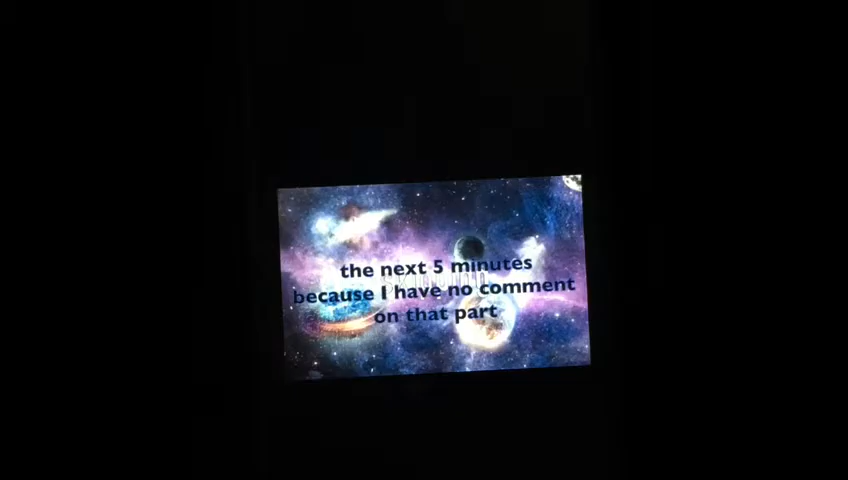 the next 5 minutes
because I have no comment
on that part